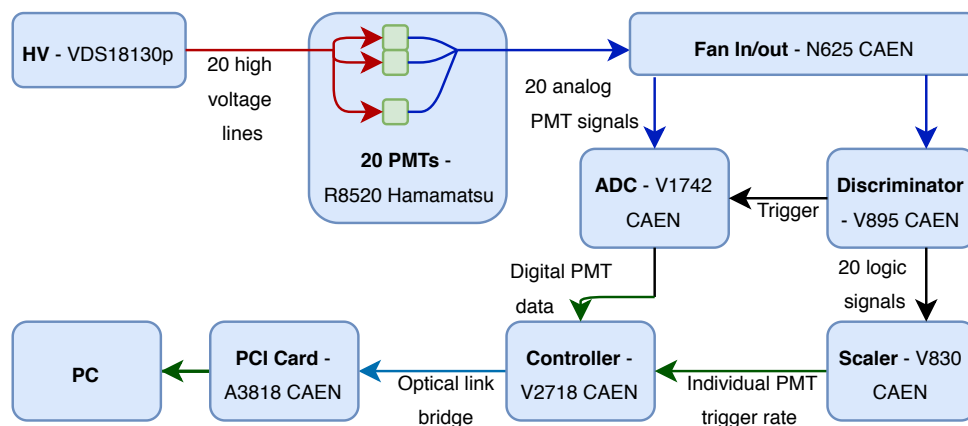 HV - VDS18130p
20 high
voltage
lines
20 PMTs -
R8520 Hamamatsu
Fan In/out - N625 CAEN
20 analog
PMT signals
ADC - V1742
CAEN
Trigger
Discriminator
- V895 CAEN
Digital PMT
data
20 logic
signals
PC
PCI Card -
A3818 CAEN
Optical link
bridge
Controller -
V2718 CAEN
Individual PMT
trigger rate
Scaler - V830
CAEN